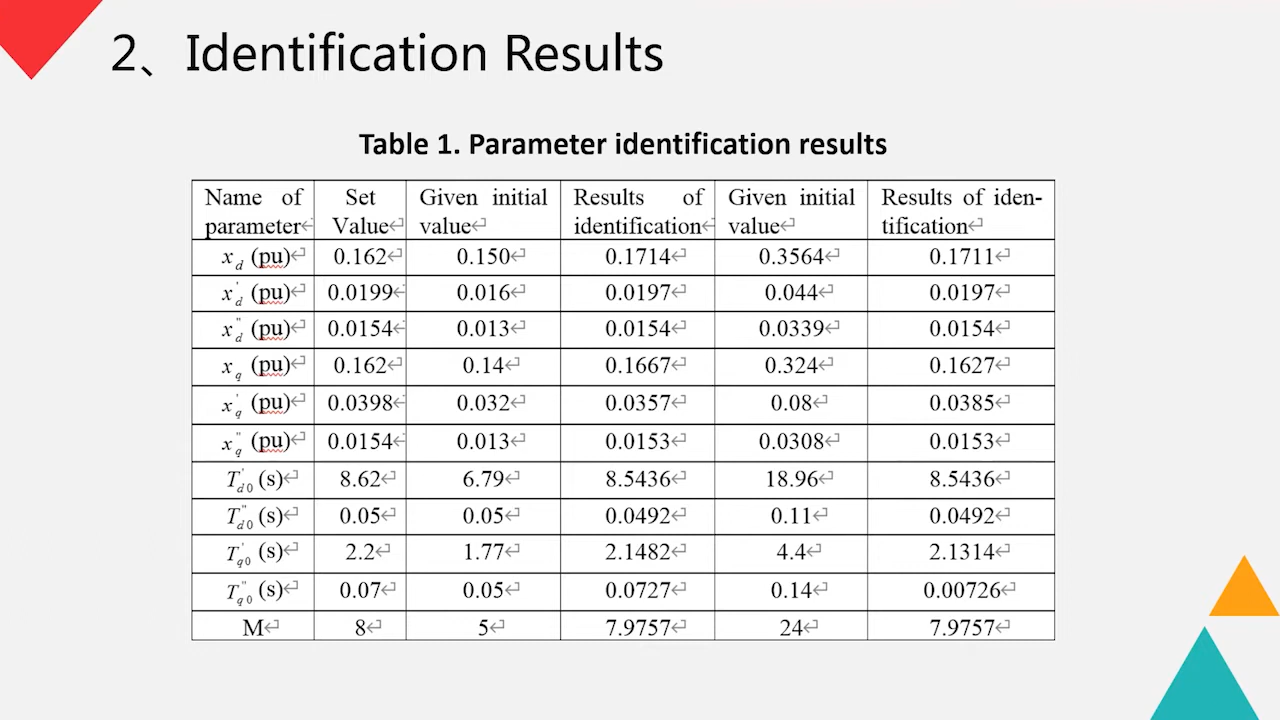 2、Identification Results
Table 1. Parameter identification results
Name of parameter↵ Set Value↵ Given initial value↵ Results of identification↵ Given initial value↵ Results of iden-tification↵
x_d (pu)↵ 0.162↵ 0.150↵ 0.1714↵ 0.3564↵ 0.1711↵
x'_d (pu)↵ 0.0199↵ 0.016↵ 0.0197↵ 0.044↵ 0.0197↵
x"_d (pu)↵ 0.0154↵ 0.013↵ 0.0154↵ 0.0339↵ 0.0154↵
x_q (pu)↵ 0.162↵ 0.14↵ 0.1667↵ 0.324↵ 0.1627↵
x'_q (pu)↵ 0.0398↵ 0.032↵ 0.0357↵ 0.08↵ 0.0385↵
x"_q (pu)↵ 0.0154↵ 0.013↵ 0.0153↵ 0.0308↵ 0.0153↵
T'_d0 (s)↵ 8.62↵ 6.79↵ 8.5436↵ 18.96↵ 8.5436↵
T"_d0 (s)↵ 0.05↵ 0.05↵ 0.0492↵ 0.11↵ 0.0492↵
T'_q0 (s)↵ 2.2↵ 1.77↵ 2.1482↵ 4.4↵ 2.1314↵
T"_q0 (s)↵ 0.07↵ 0.05↵ 0.0727↵ 0.14↵ 0.00726↵
M↵ 8↵ 5↵ 7.9757↵ 24↵ 7.9757↵